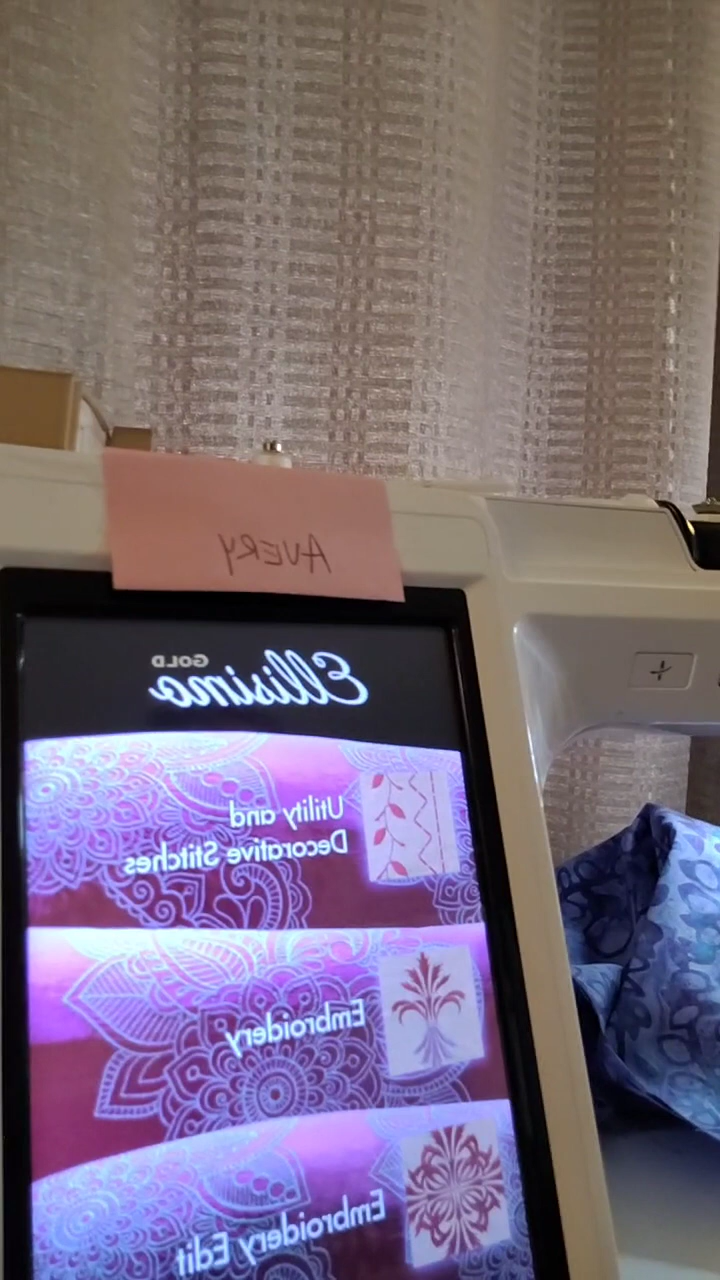 AVERY
Ellisimo GOLD
Utility and
Decorative Stitches
Embroidery
Embroidery Edit